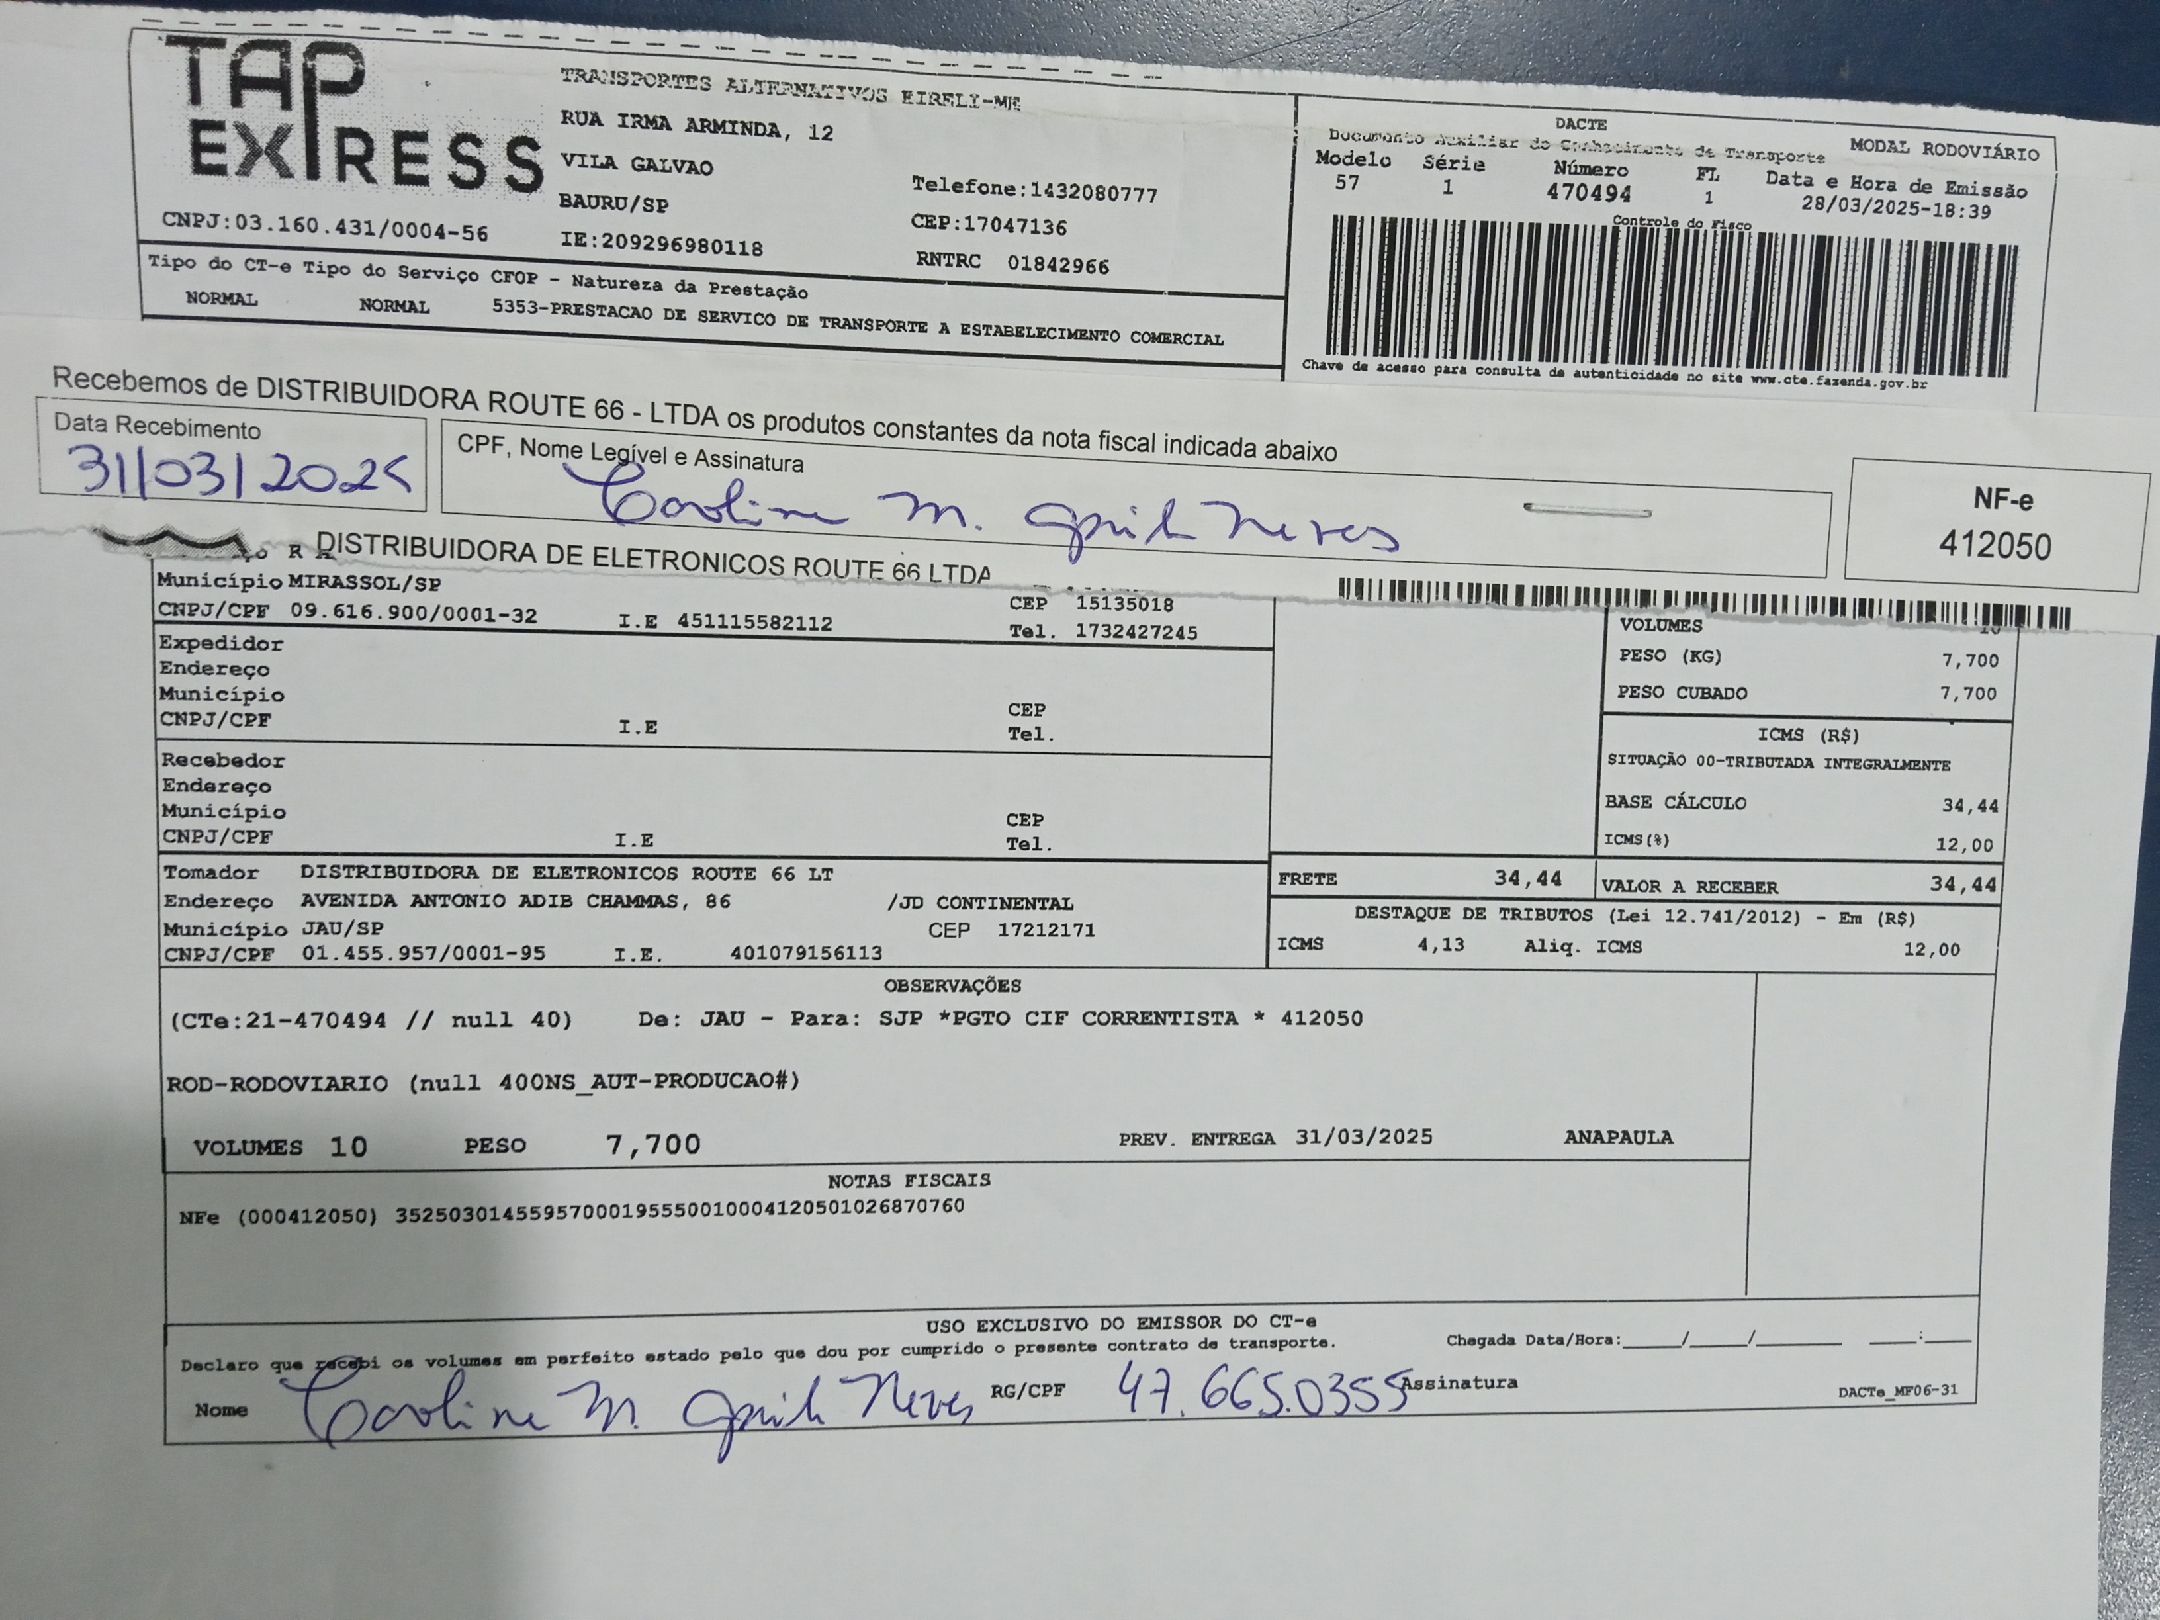 TAP EXPRESS
TRANSPORTES ALTERNATIVOS EIRELI-ME
RUA IRMA ARMINDA, 12
VILA GALVAO
BAURU/SP
Telefone:1432080777
CEP:17047136
CNPJ:03.160.431/0004-56
IE:209296980118
RNTRC 01842966
DACTE
MODAL RODOVIÁRIO
Documento Auxiliar do Conhecimento de Transporte
Modelo Série Número FL Data e Hora de Emissão
57 1 470494 1 28/03/2025-18:39
Controle do Fisco
Chave de acesso para consulta de autenticidade no site www.cte.fazenda.gov.br
Tipo do CT-e Tipo do Serviço CFOP - Natureza da Prestação
NORMAL NORMAL 5353-PRESTACAO DE SERVICO DE TRANSPORTE A ESTABELECIMENTO COMERCIAL
Recebemos de DISTRIBUIDORA ROUTE 66 - LTDA os produtos constantes da nota fiscal indicada abaixo
Data Recebimento
31/03/2025
CPF, Nome Legível e Assinatura
Caroline M. Neves
NF-e
412050
DISTRIBUIDORA DE ELETRONICOS ROUTE 66 LTDA
Município MIRASSOL/SP
CEP 15135018
CNPJ/CPF 09.616.900/0001-32 I.E 451115582112 Tel. 1732427245
Expedidor
Endereço
Município CEP
CNPJ/CPF I.E Tel.
Recebedor
Endereço
Município CEP
CNPJ/CPF I.E Tel.
VOLUMES
PESO (KG) 7,700
PESO CUBADO 7,700
ICMS (R$)
SITUAÇÃO 00-TRIBUTADA INTEGRALMENTE
BASE CÁLCULO 34,44
ICMS(%) 12,00
Tomador DISTRIBUIDORA DE ELETRONICOS ROUTE 66 LT
Endereço AVENIDA ANTONIO ADIB CHAMMAS, 86 /JD CONTINENTAL
Município JAU/SP CEP 17212171
CNPJ/CPF 01.455.957/0001-95 I.E. 401079156113
FRETE 34,44 VALOR A RECEBER 34,44
DESTAQUE DE TRIBUTOS (Lei 12.741/2012) - Em (R$)
ICMS 4,13 Aliq. ICMS 12,00
OBSERVAÇÕES
(CTe:21-470494 // null 40) De: JAU - Para: SJP *PGTO CIF CORRENTISTA * 412050
ROD-RODOVIARIO (null 400NS_AUT-PRODUCAO#)
VOLUMES 10 PESO 7,700 PREV. ENTREGA 31/03/2025 ANAPAULA
NOTAS FISCAIS
NFe (000412050) 35250301455957000195550010004120501026870760
USO EXCLUSIVO DO EMISSOR DO CT-e
Declaro que recebi os volumes em perfeito estado pelo que dou por cumprido o presente contrato de transporte. Chegada Data/Hora:____/____/______ ___:___
Nome Caroline M. Neves RG/CPF 47.665.0355 Assinatura
DACTe_MF06-31